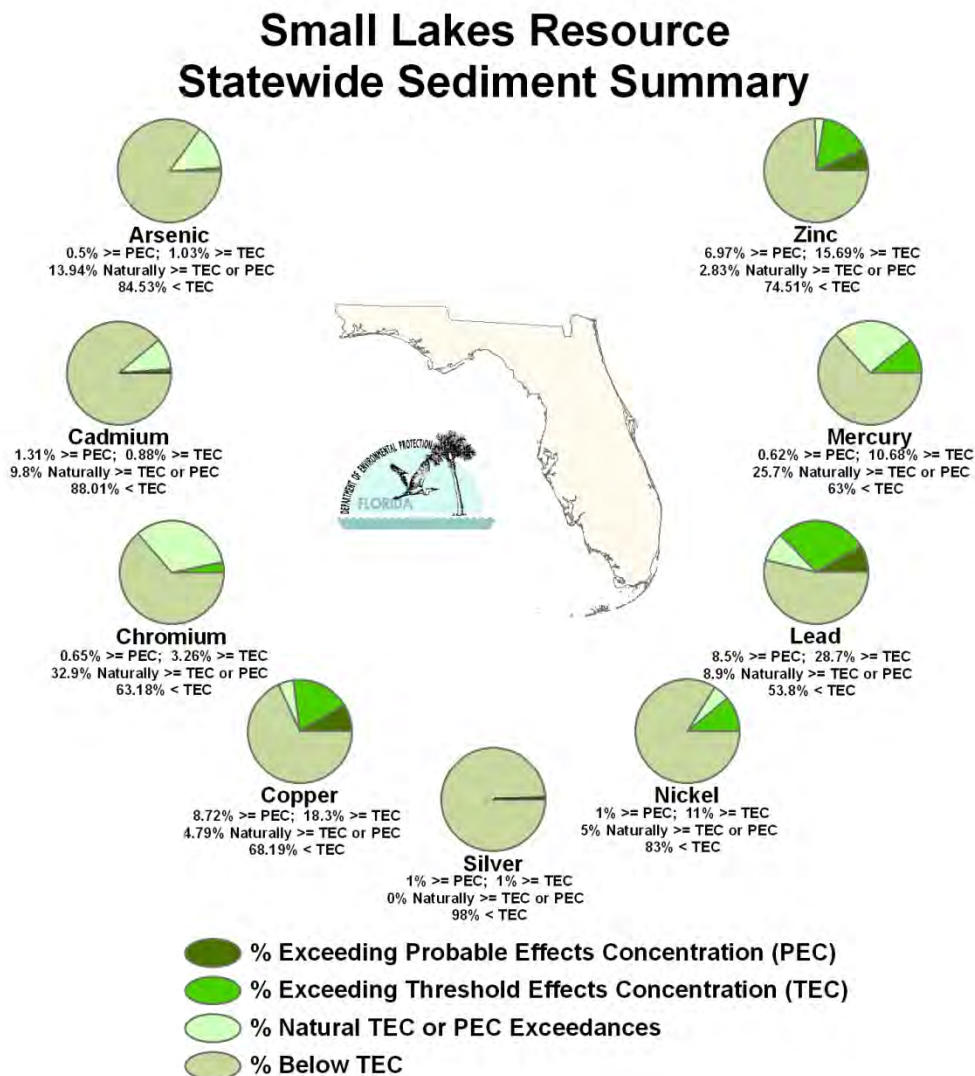 Small Lakes Resource
Statewide Sediment Summary
Arsenic
0.5% >= PEC; 1.03% >= TEC
13.94% Naturally >= TEC or PEC
84.53% < TEC
Zinc
6.97% >= PEC; 15.69% >= TEC
2.83% Naturally >= TEC or PEC
74.51% < TEC
Cadmium
1.31% >= PEC; 0.88% >= TEC
9.8% Naturally >= TEC or PEC
88.01% < TEC
DEPARTMENT OF ENVIRONMENTAL PROTECTION
FLORIDA
Mercury
0.62% >= PEC; 10.68% >= TEC
25.7% Naturally >= TEC or PEC
63% < TEC
Chromium
0.65% >= PEC; 3.26% >= TEC
32.9% Naturally >= TEC or PEC
63.18% < TEC
Lead
8.5% >= PEC; 28.7% >= TEC
8.9% Naturally >= TEC or PEC
53.8% < TEC
Copper
8.72% >= PEC; 18.3% >= TEC
4.79% Naturally >= TEC or PEC
68.19% < TEC
Silver
1% >= PEC; 1% >= TEC
0% Naturally >= TEC or PEC
98% < TEC
Nickel
1% >= PEC; 11% >= TEC
5% Naturally >= TEC or PEC
83% < TEC
% Exceeding Probable Effects Concentration (PEC)
% Exceeding Threshold Effects Concentration (TEC)
% Natural TEC or PEC Exceedances
% Below TEC